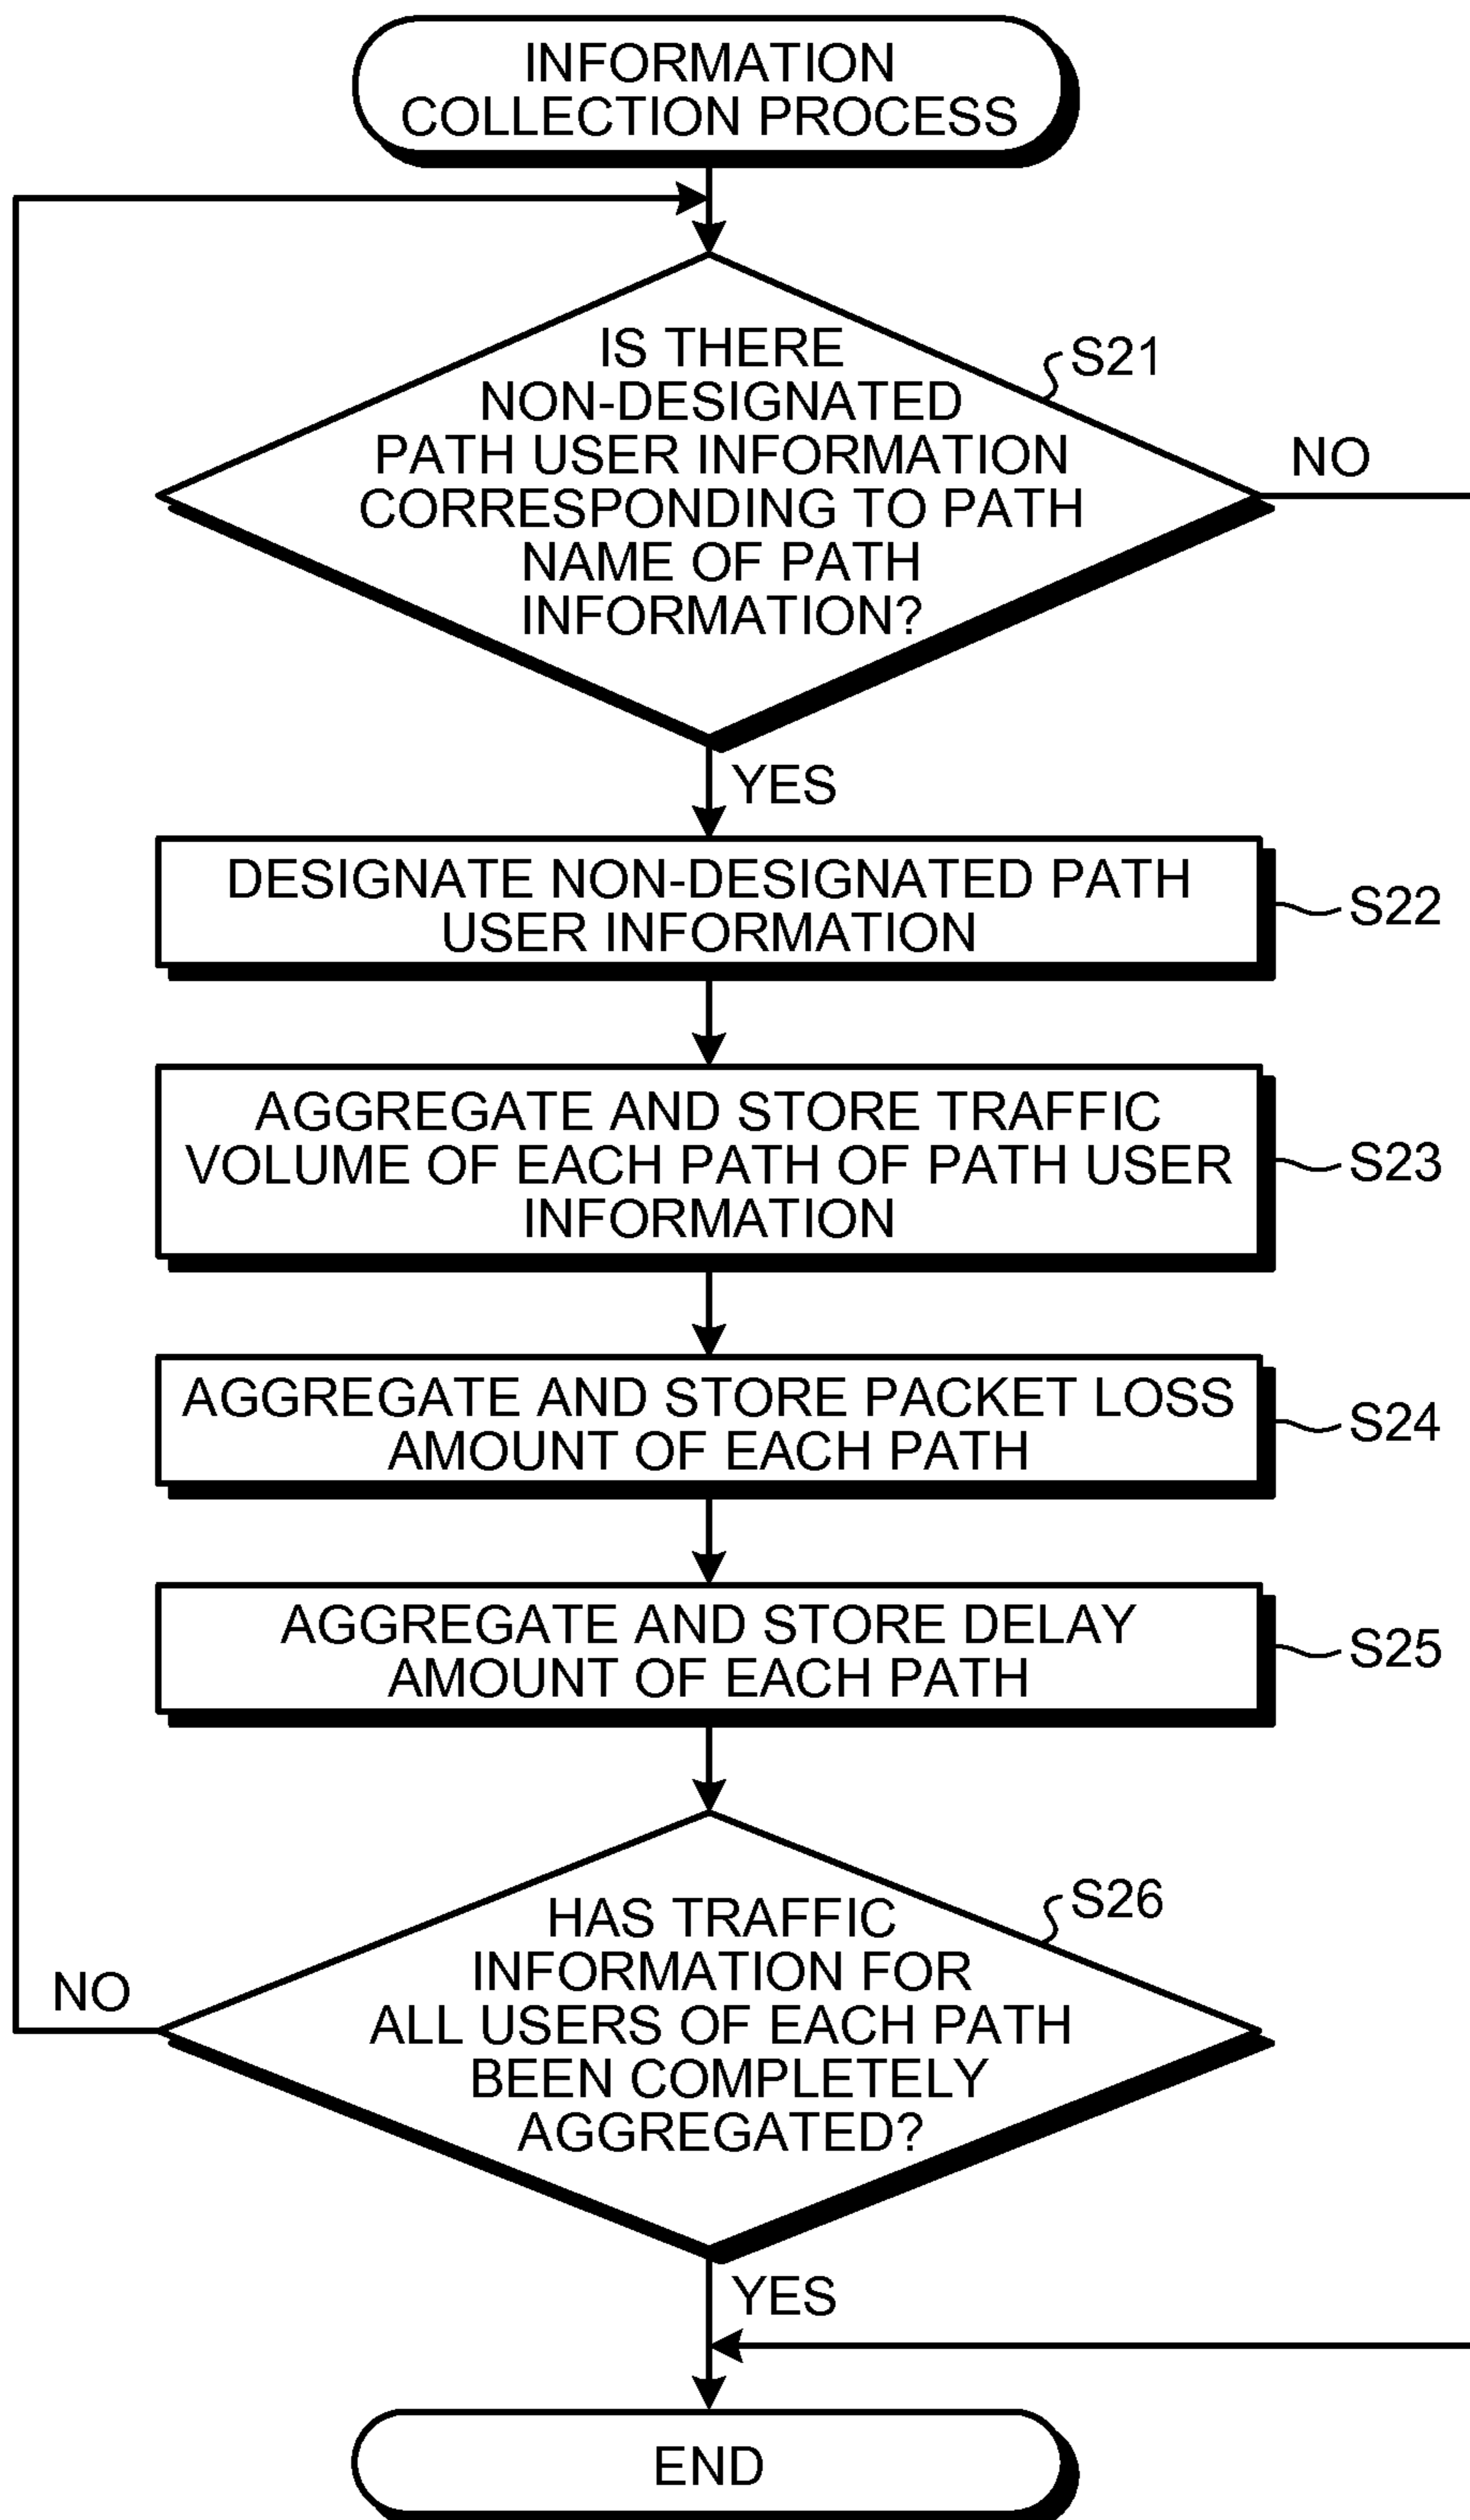 INFORMATION
COLLECTION PROCESS
IS THERE
NON-DESIGNATED
PATH USER INFORMATION
CORRESPONDING TO PATH
NAME OF PATH
INFORMATION?
S21
NO
YES
DESIGNATE NON-DESIGNATED PATH
USER INFORMATION
S22
AGGREGATE AND STORE TRAFFIC
VOLUME OF EACH PATH OF PATH USER
INFORMATION
S23
AGGREGATE AND STORE PACKET LOSS
AMOUNT OF EACH PATH
S24
AGGREGATE AND STORE DELAY
AMOUNT OF EACH PATH
S25
HAS TRAFFIC
INFORMATION FOR
ALL USERS OF EACH PATH
BEEN COMPLETELY
AGGREGATED?
S26
NO
YES
END